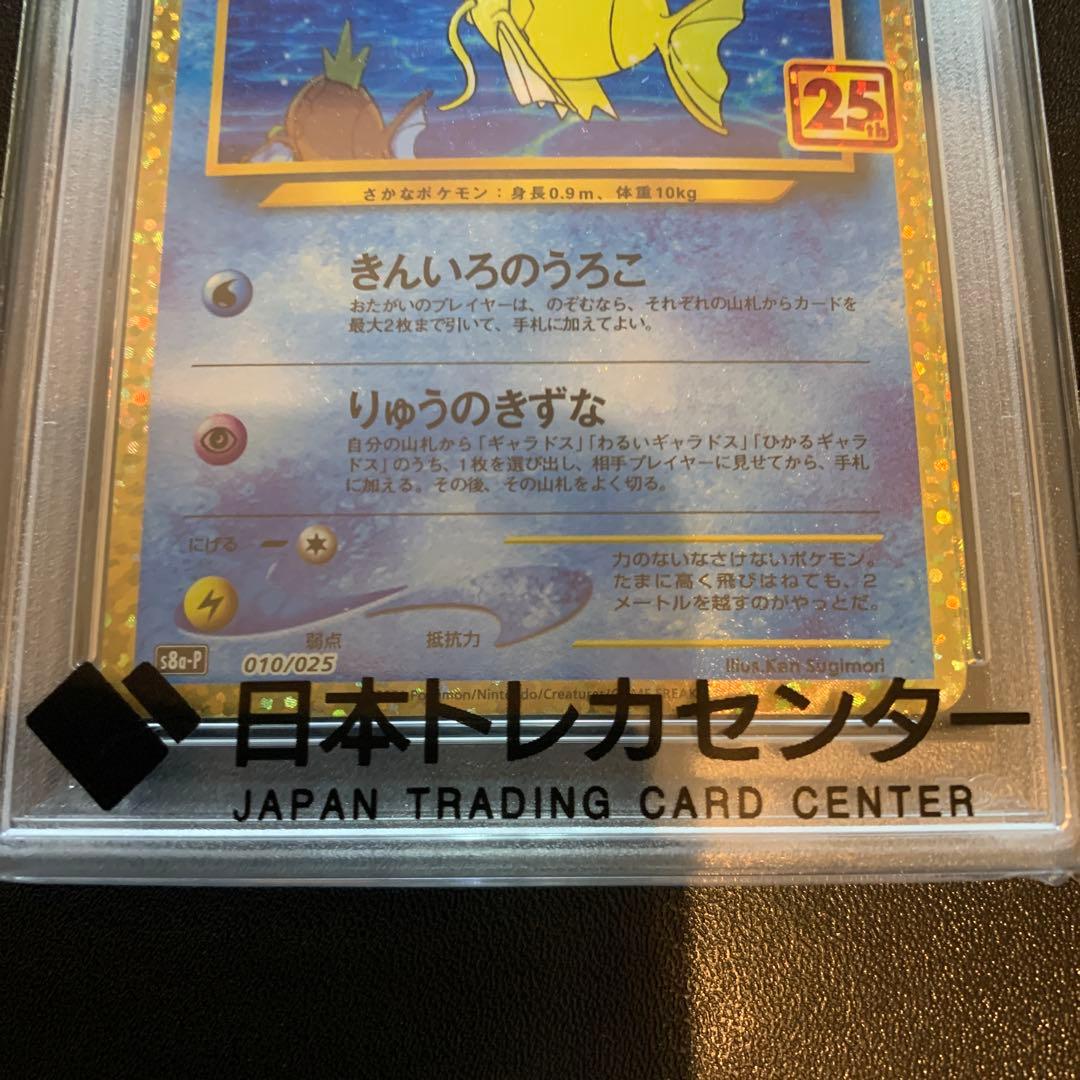 25th
さかなポケモン：身長0.9m、体重10kg
きんいろのうろこ
おたがいのプレイヤーは、のぞむなら、それぞれの山札からカードを
最大2枚まで引いて、手札に加えてよい。
りゅうのきずな
自分の山札から「ギャラドス」「わるいギャラドス」「ひかるギャラ
ドス」のうち、1枚を選び出し、相手プレイヤーに見せてから、手札
に加える。その後、その山札をよく切る。
にげる
力のないなさけないポケモン。
たまに高く飛びはねても、2
メートルを越すのがやっとだ。
弱点 抵抗力
s8a-P 010/025
Illus.Ken Sugimori
Pokémon/Nintendo/Creatures/GAME FREAK
日本トレカセンター
JAPAN TRADING CARD CENTER